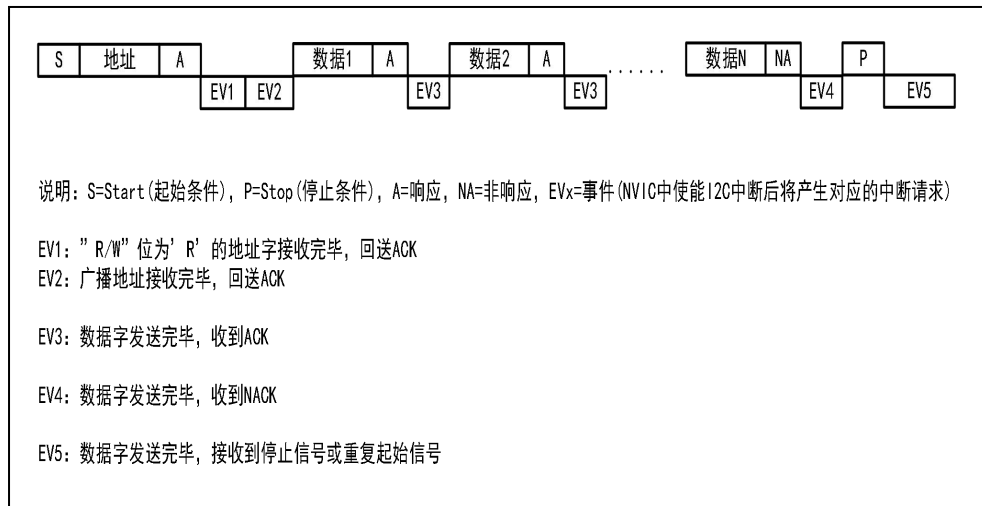 S 地址 A 数据1 A 数据2 A ...... 数据N NA P
EV1 EV2 EV3 EV3 EV4 EV5
说明: S=Start(起始条件), P=Stop(停止条件), A=响应, NA=非响应, EVx=事件(NVIC中使能I2C中断后将产生对应的中断请求)
EV1: ”R/W”位为’R’的地址字接收完毕, 回送ACK
EV2: 广播地址接收完毕, 回送ACK
EV3: 数据字发送完毕, 收到ACK
EV4: 数据字发送完毕, 收到NACK
EV5: 数据字发送完毕, 接收到停止信号或重复起始信号